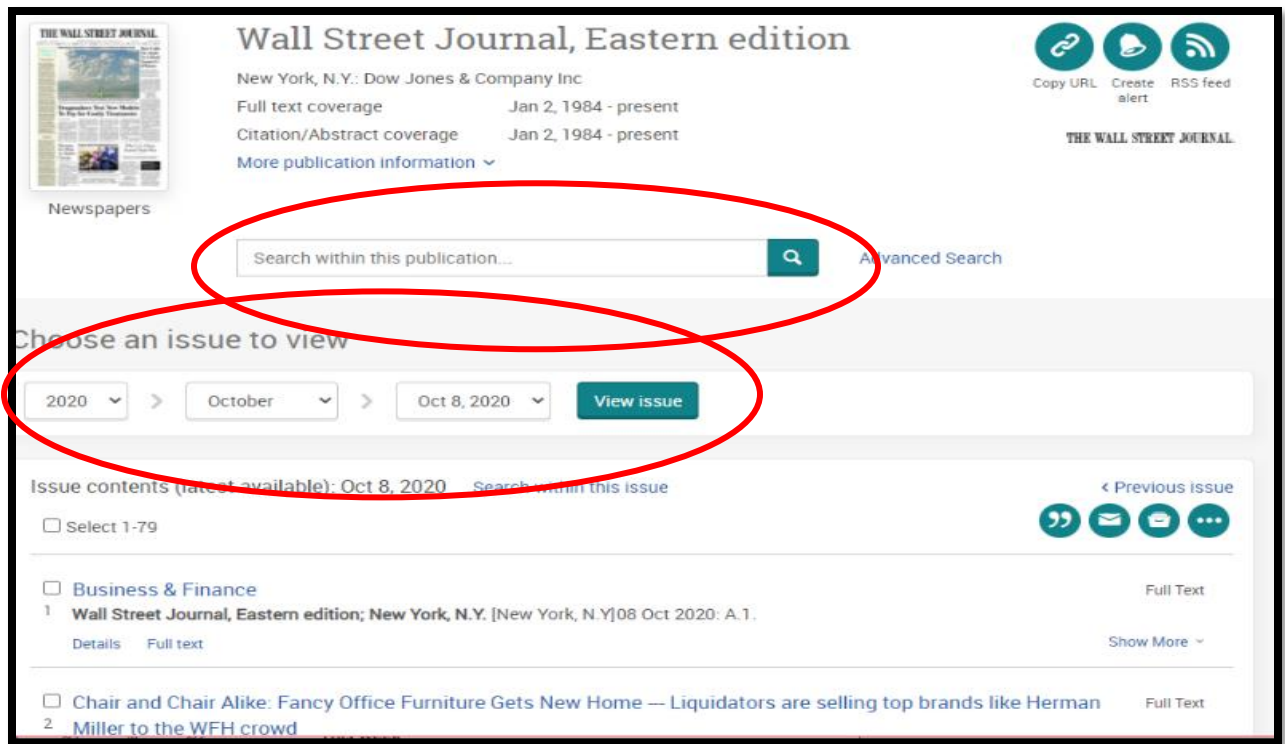 THE WALL STREET JOURNAL.
Wall Street Journal, Eastern edition
New York, N.Y.: Dow Jones & Company Inc
Full text coverage Jan 2, 1984 - present
Citation/Abstract coverage Jan 2, 1984 - present
More publication information
Copy URL Create alert RSS feed
THE WALL STREET JOURNAL.
Newspapers
Search within this publication...
Advanced Search
Choose an issue to view
2020 > October > Oct 8, 2020 View issue
Issue contents (latest available): Oct 8, 2020 Search within this issue
< Previous issue
Select 1-79
Business & Finance Full Text
1 Wall Street Journal, Eastern edition; New York, N.Y. [New York, N.Y]08 Oct 2020: A.1.
Details Full text Show More
Chair and Chair Alike: Fancy Office Furniture Gets New Home --- Liquidators are selling top brands like Herman Full Text
2 Miller to the WFH crowd